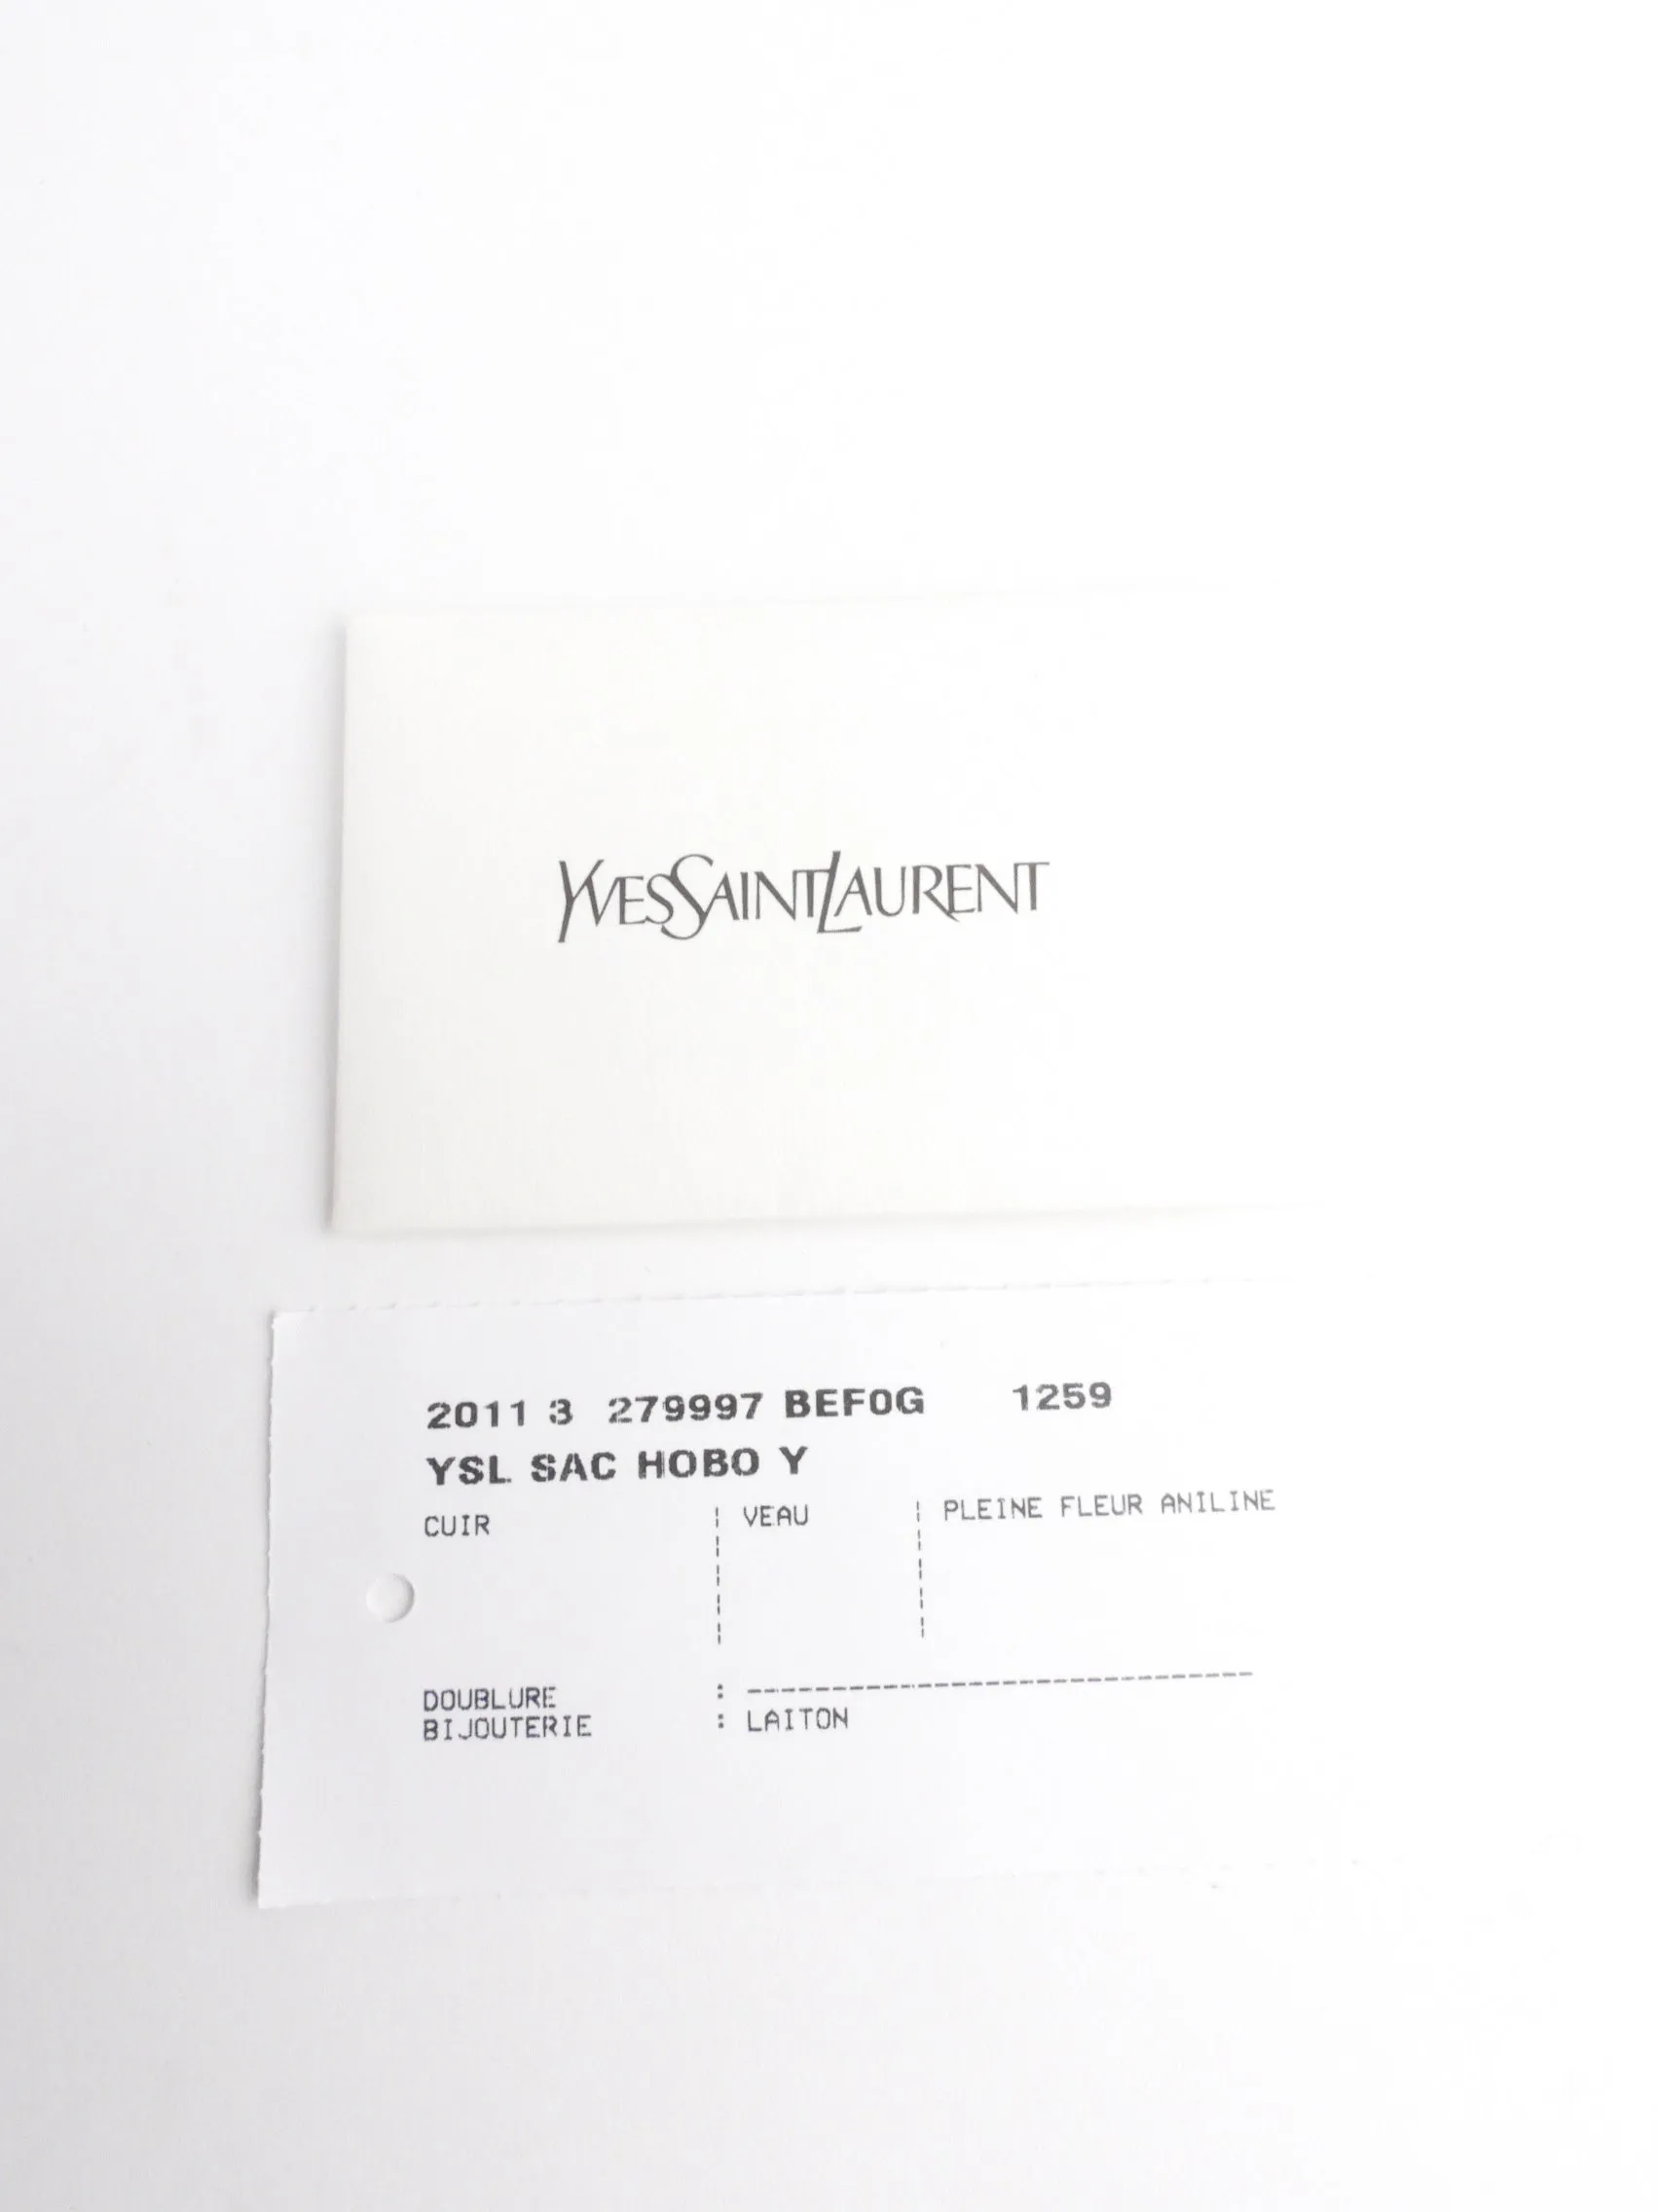 YVESSAINTLAURENT
2011 3 279997 BEF0G 1259
YSL SAC HOBO Y
CUIR ¦ VEAU ¦ PLEINE FLEUR ANILINE
DOUBLURE : ------------------------------
BIJOUTERIE : LAITON